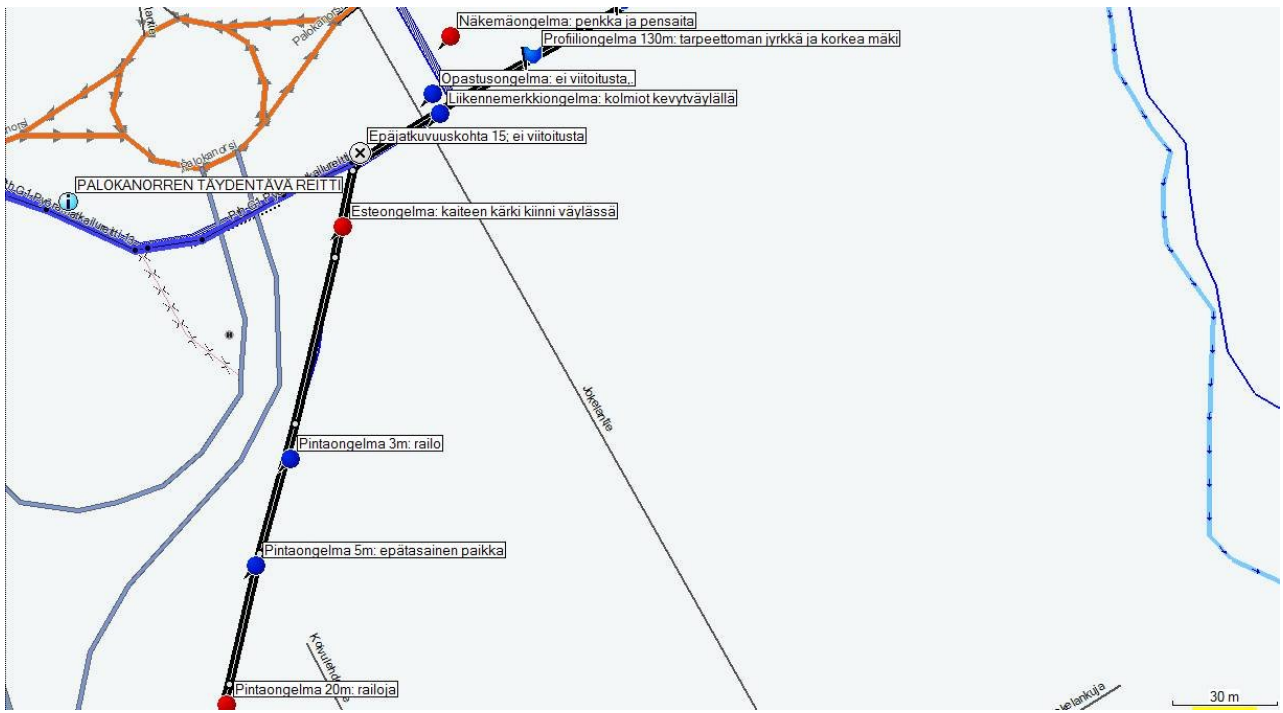 Näkemäongelma: penkka ja pensaita
Palokanorsi
Profiiliongelma 130m: tarpeettoman jyrkkä ja korkea mäki
Opastusongelma: ei viitoitusta,.
Liikennemerkkiongelma: kolmiot kevytväylällä
Epäjatkuvuuskohta 15; ei viitoitusta
Palokanorsi
PALOKANORREN TÄYDENTÄVÄ REITTI
Esteongelma: kaiteen kärki kiinni väylässä
Jokelantie
Pintaongelma 3m: railo
Pintaongelma 5m: epätasainen paikka
Pintaongelma 20m: railoja
30 m